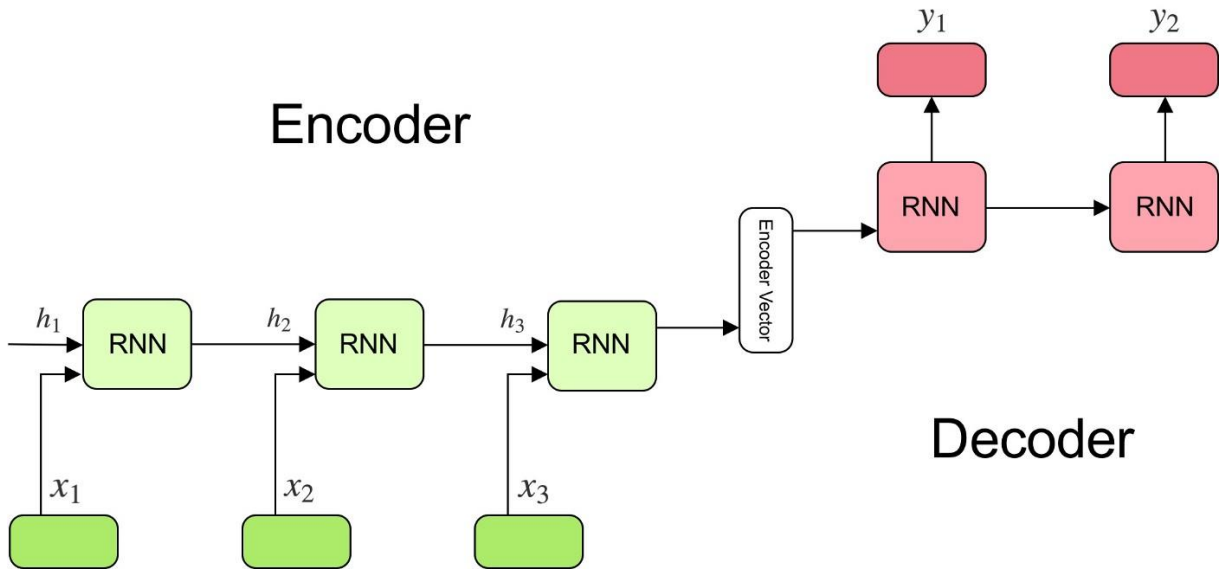 y₁
y₂
Encoder
RNN
RNN
Encoder Vector
h₁
RNN
h₂
RNN
h₃
RNN
Decoder
x₁
x₂
x₃